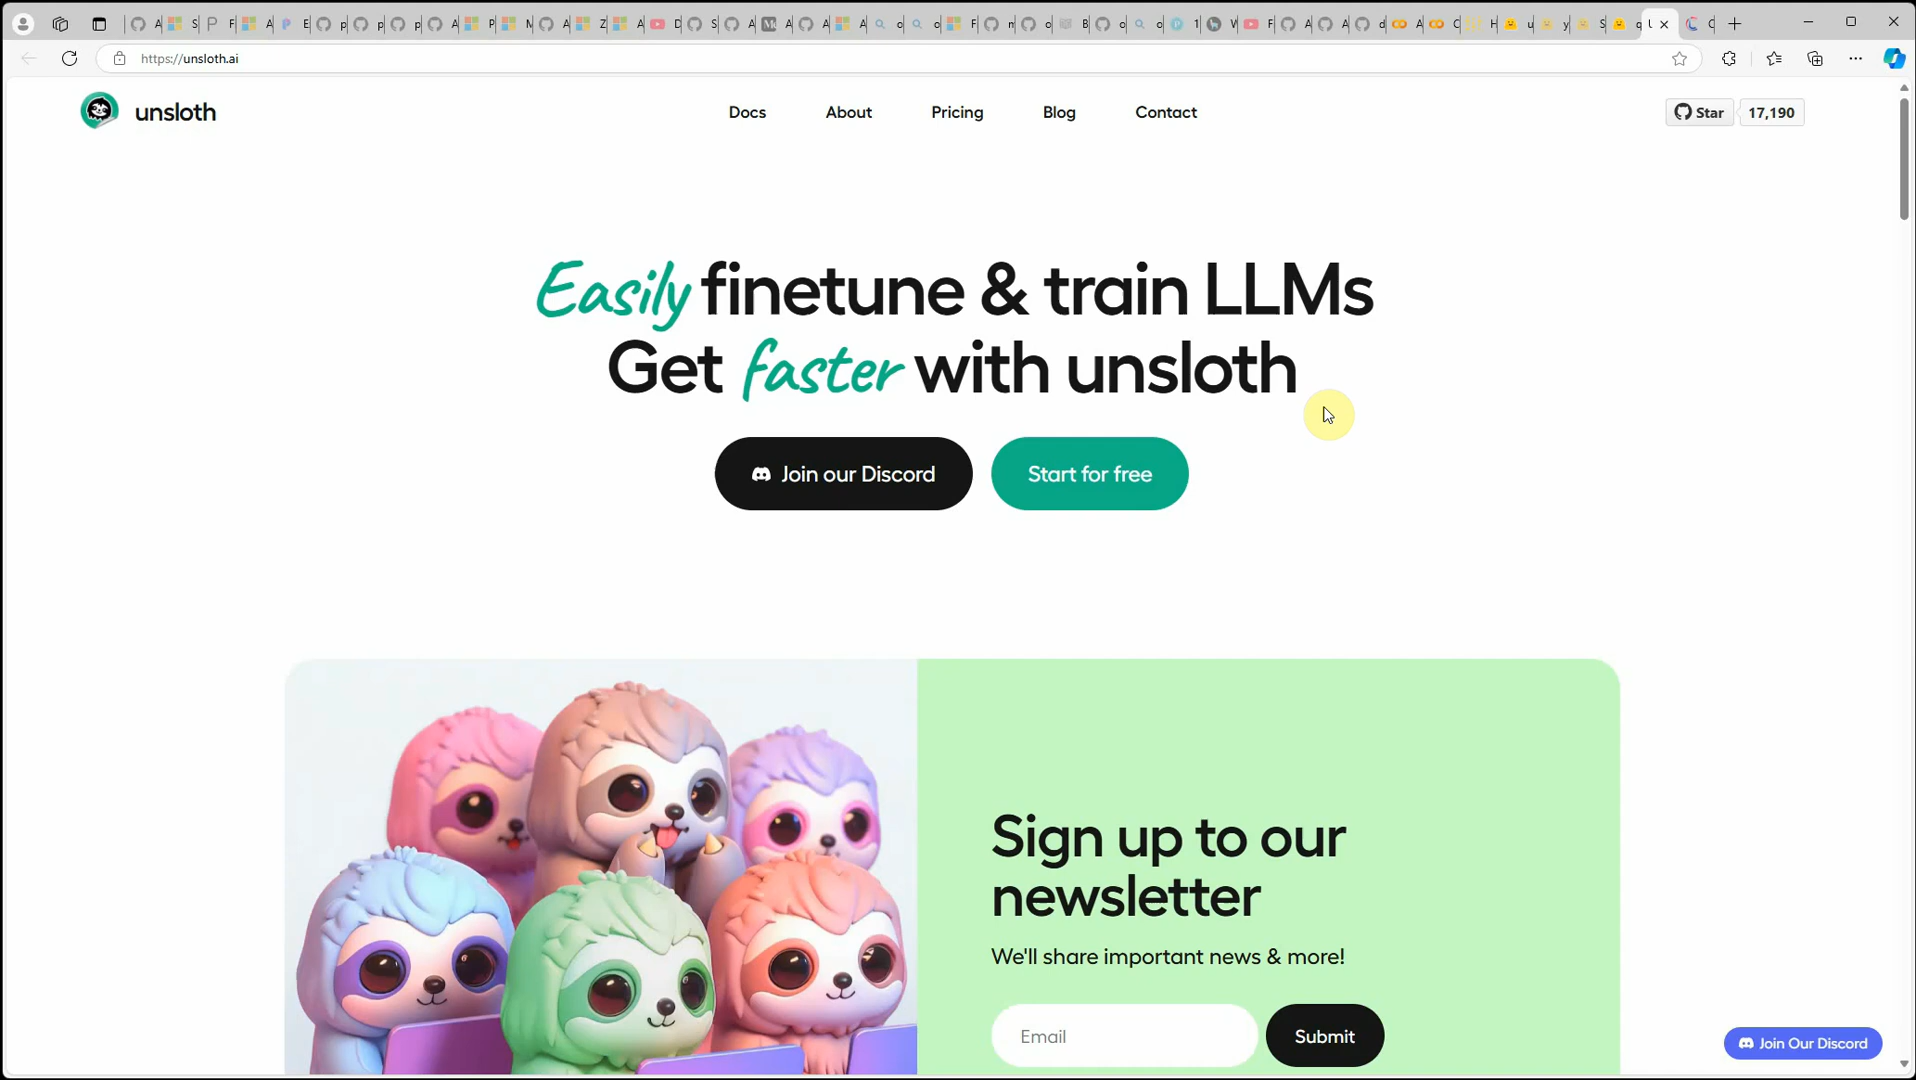 https://unsloth.ai
unsloth
Docs
About
Pricing
Blog
Contact
Star
17,190
Easily finetune & train LLMs
Get faster with unsloth
Join our Discord
Start for free
Sign up to our
newsletter
We'll share important news & more!
Email
Submit
Join Our Discord